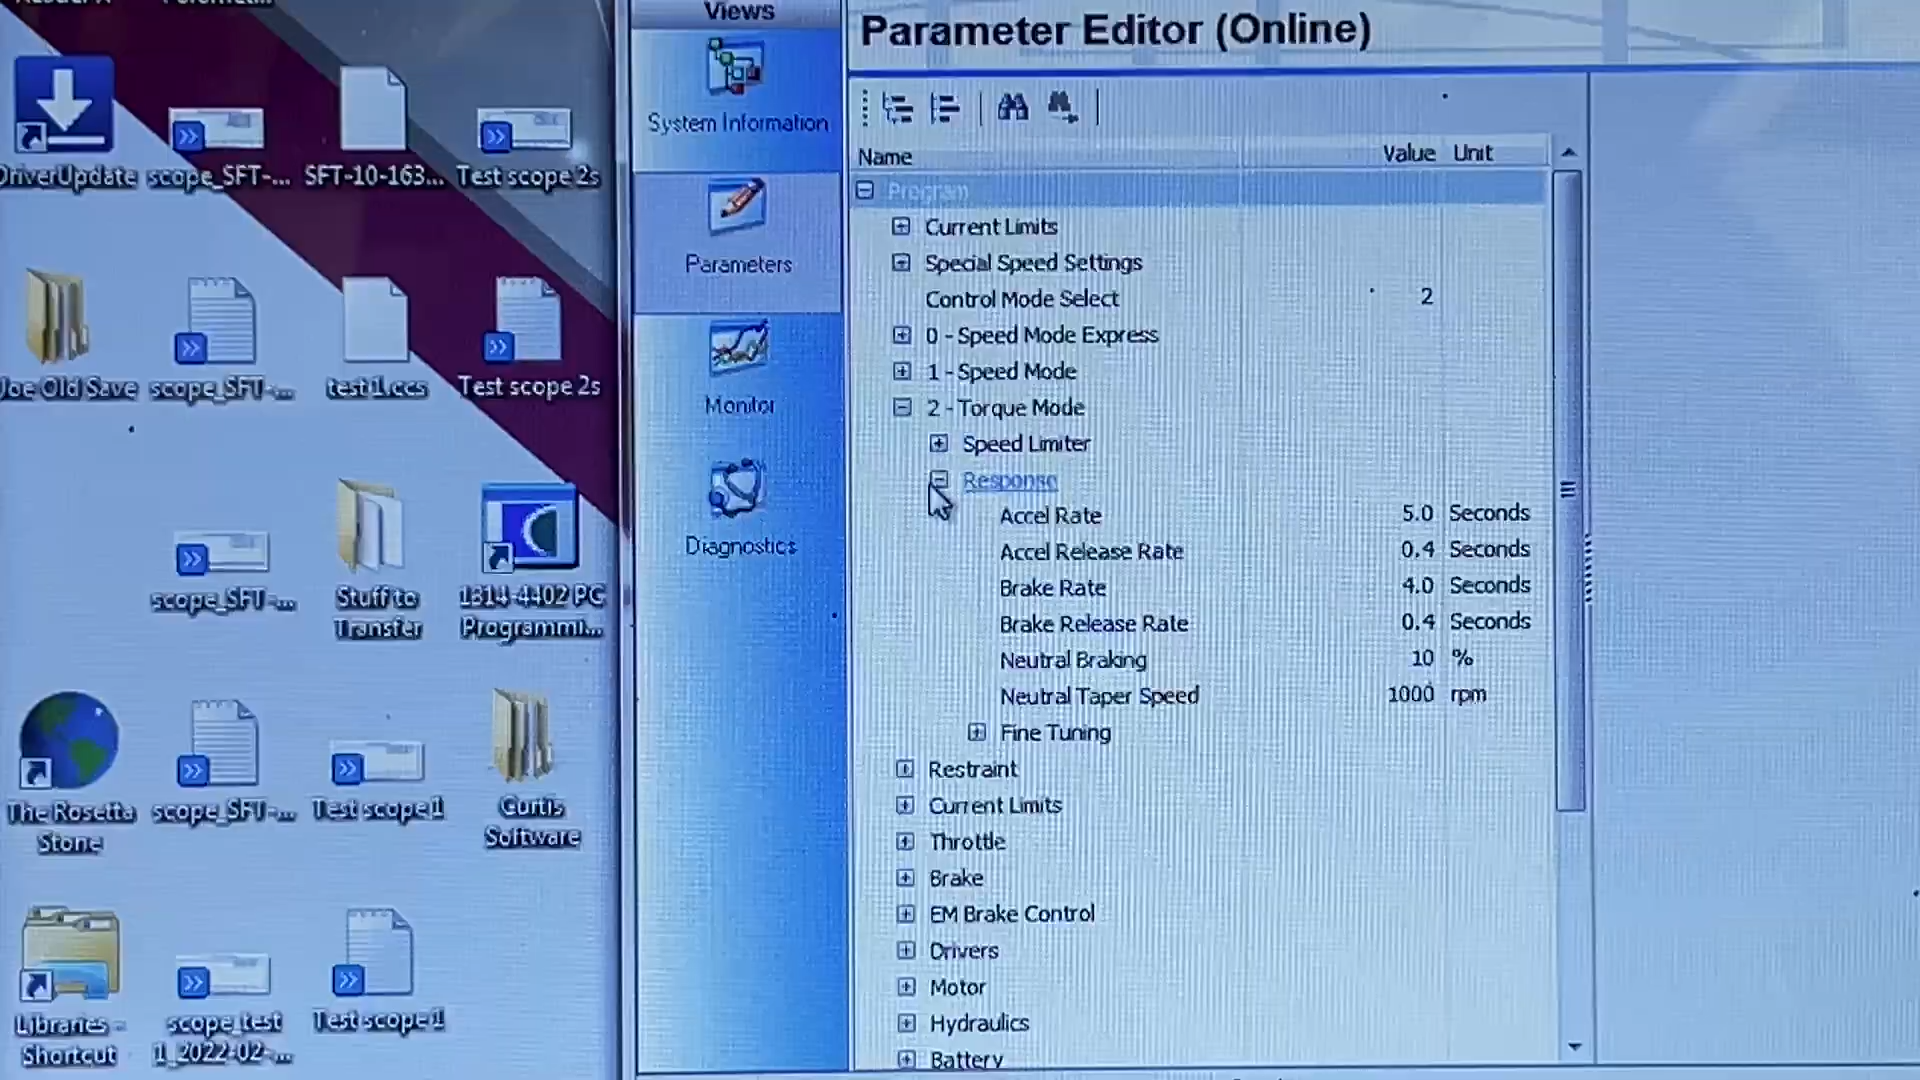 DriverUpdate
scope_SFT-...
SFT-10-163...
Test scope 2s
Joe Old Save
scope_SFT-...
test1.ccs
Test scope 2s
scope_SFT-...
Stuff to
Transfer
1314-4402 PC
Programmi...
The Rosetta
Stone
scope_SFT-...
Test scope 1
Curtis
Software
Libraries -
Shortcut
scope_test
1_2022-02-...
Test scope 1
Views
System Information
Parameters
Monitor
Diagnostics
Parameter Editor (Online)
Name Value Unit
Program
Current Limits
Special Speed Settings
Control Mode Select 2
0 - Speed Mode Express
1 - Speed Mode
2 - Torque Mode
Speed Limiter
Response
Accel Rate 5.0 Seconds
Accel Release Rate 0.4 Seconds
Brake Rate 4.0 Seconds
Brake Release Rate 0.4 Seconds
Neutral Braking 10 %
Neutral Taper Speed 1000 rpm
Fine Tuning
Restraint
Current Limits
Throttle
Brake
EM Brake Control
Drivers
Motor
Hydraulics
Battery